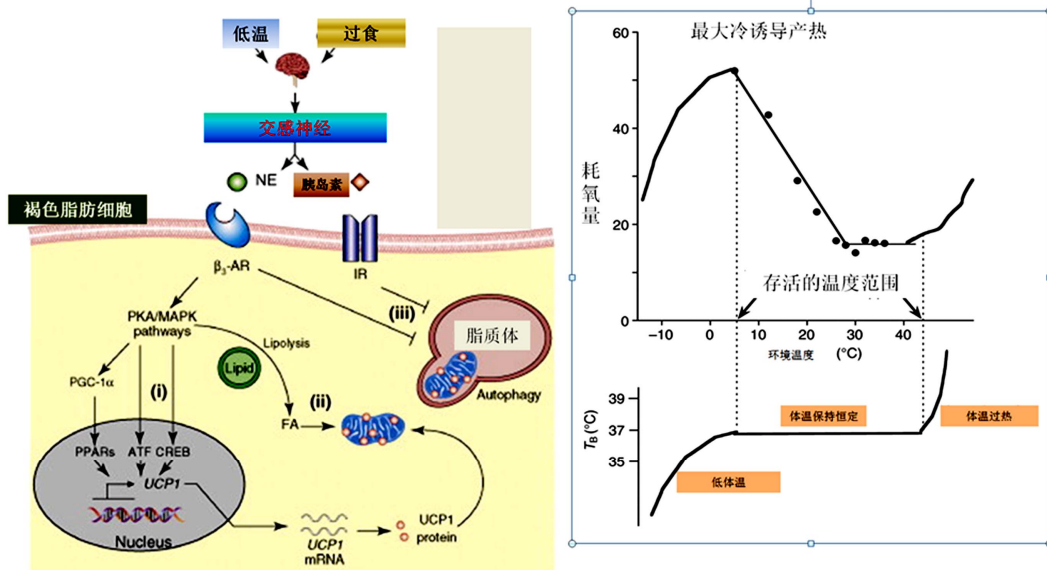 低温
过食
交感神经
NE
胰岛素
褐色脂肪细胞
β₃-AR
IR
(iii)
PKA/MAPK
pathways
Lipolysis
Lipid
脂质体
Autophagy
PGC-1α
(i)
(ii)
FA
PPARs
ATF
CREB
UCP1
Nucleus
UCP1
mRNA
UCP1
protein
最大冷诱导产热
60
40
20
0
耗氧量
存活的温度范围
−10
0
10
20
30
40
环境温度
(°C)
39
37
35
TB (°C)
体温保持恒定
体温过热
低体温